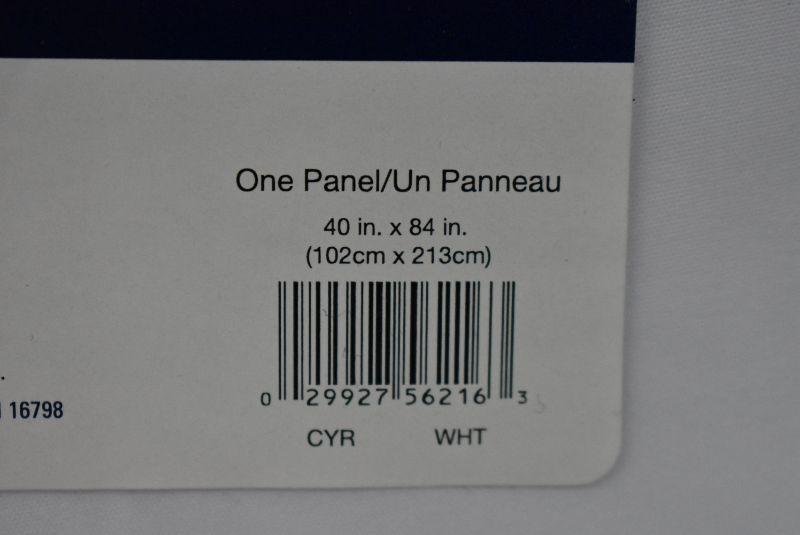 One Panel/Un Panneau
40 in. x 84 in.
(102cm x 213cm)
0 29927 56216 3
16798
CYR WHT